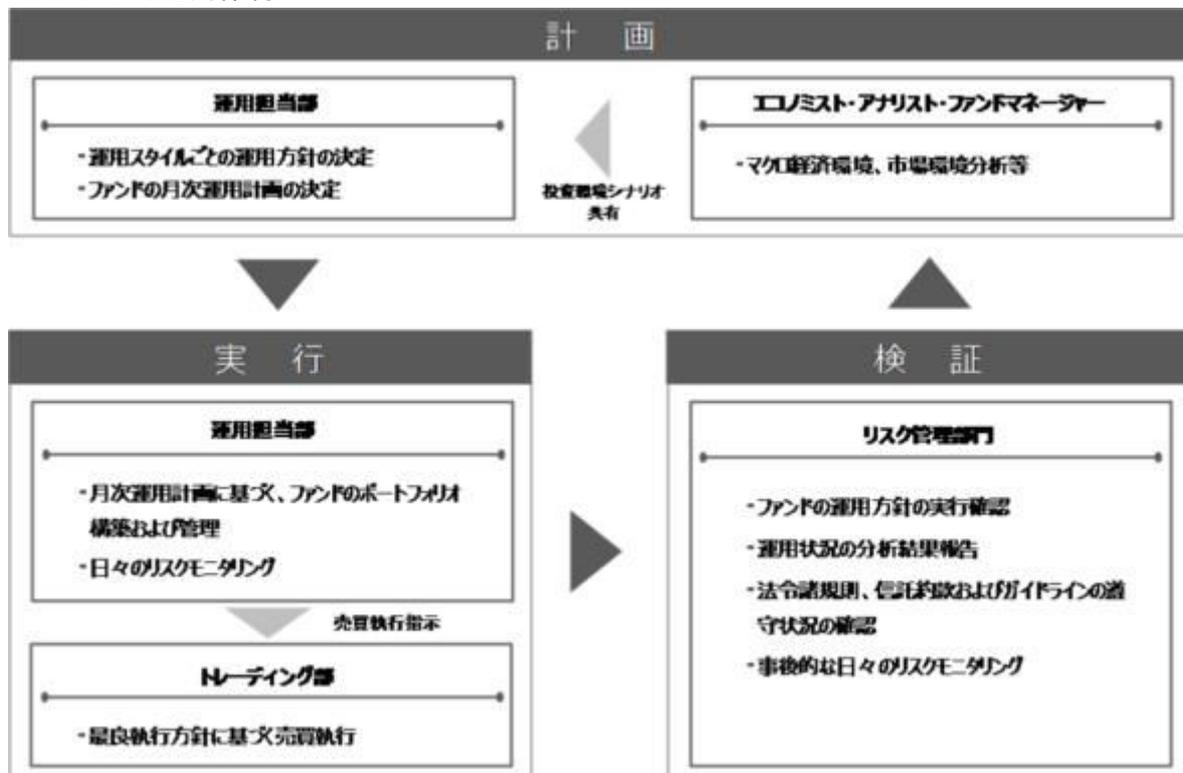 計 画
運用担当部
-運用スタイルごとの運用方針の決定
-ファンドの月次運用計画の決定
投資環境シナリオ
共有
エコノミスト・アナリスト・ファンドマネージャー
-マクロ経済環境、市場環境分析等
実 行
運用担当部
-月次運用計画に基づく、ファンドのポートフォリオ
構築および管理
-日々のリスクモニタリング
売買執行指示
トレーディング部
-最良執行方針に基づく売買執行
検 証
リスク管理部門
-ファンドの運用方針の実行確認
-運用状況の分析結果報告
-法令諸規則、信託約款およびガイドラインの遵
守状況の確認
-事後的な日々のリスクモニタリング